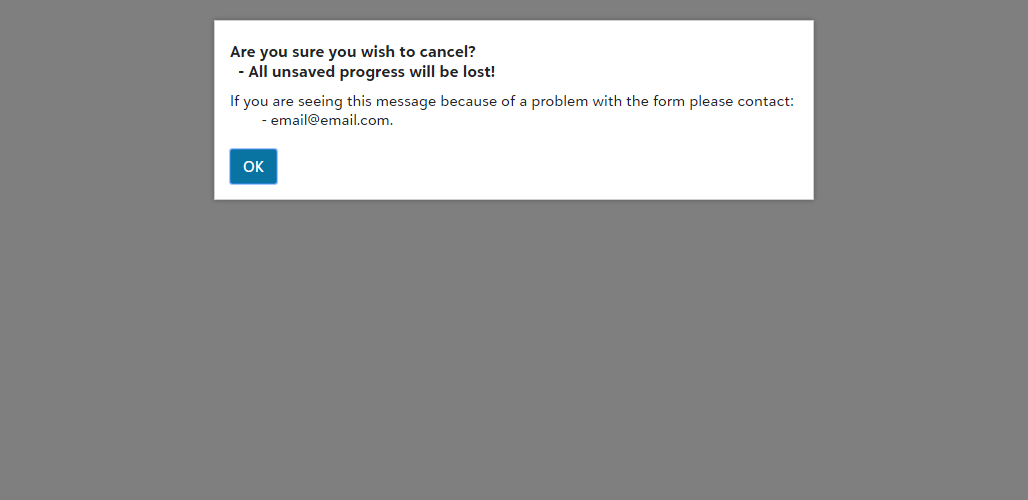 Are you sure you wish to cancel?
- All unsaved progress will be lost!
If you are seeing this message because of a problem with the form please contact:
- email@email.com.
OK